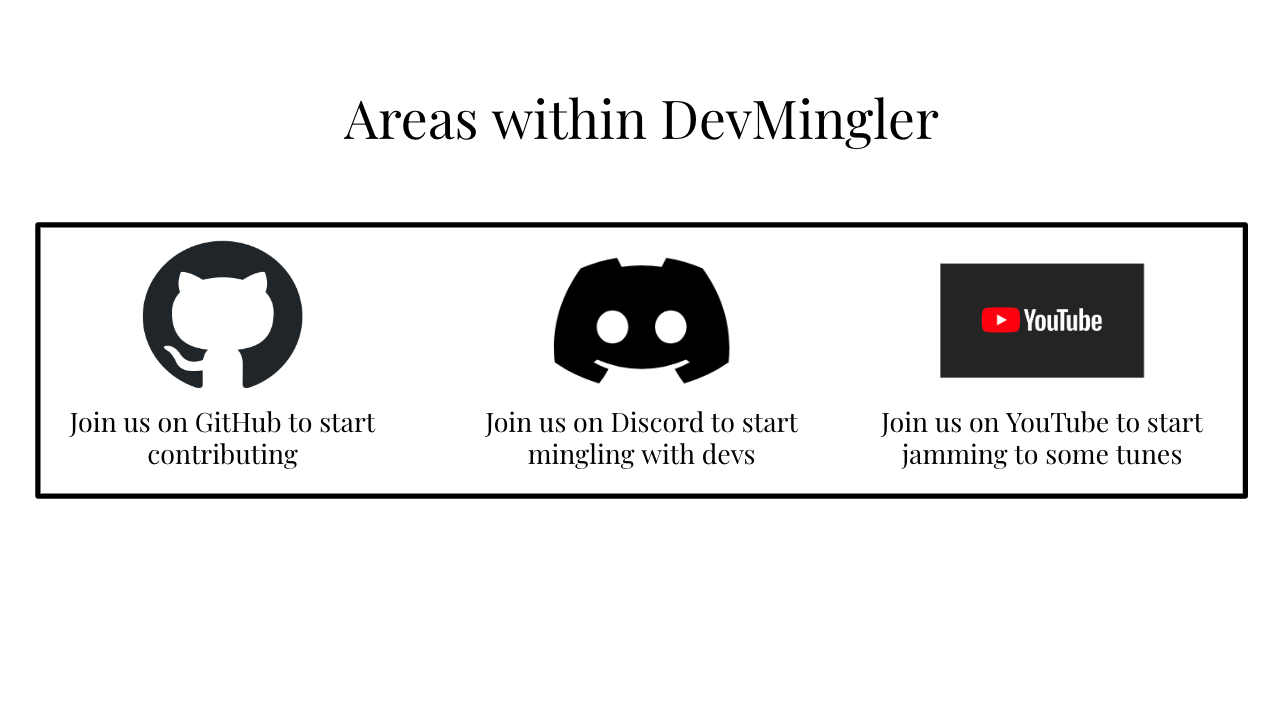 Areas within DevMingler
YouTube
Join us on GitHub to start
contributing
Join us on Discord to start
mingling with devs
Join us on YouTube to start
jamming to some tunes